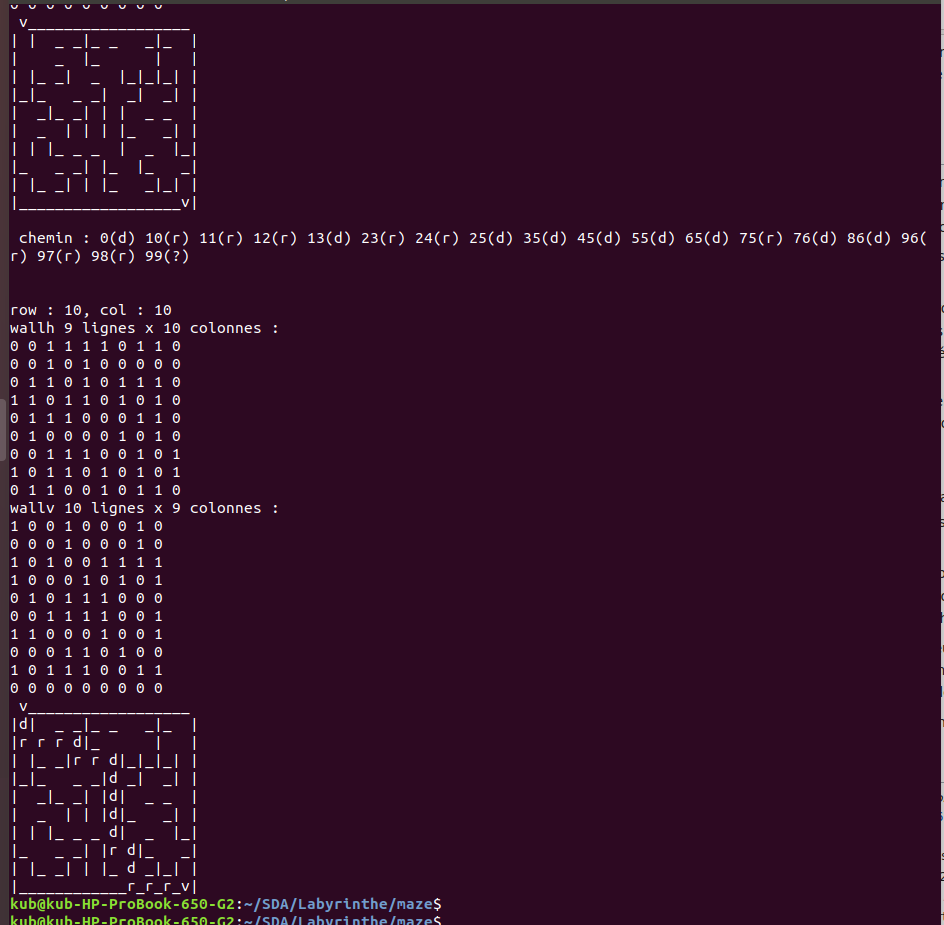 0 0 0 0 0 0 0 0 0
 v__________________
| |  _ _|_ _   _|_  |
|    _  |_      |   |
| |_ _|  _  |_|_|_| |
|_|_   _ _|  _|  _| |
|  _|_ _| | |  _ _  |
|  _  | | | |_   _| |
| | |_ _ _  |  _  |_|
|_   _ _| |_  |_   _|
| |_ _| | |_   _|_| |
|__________________v|
 chemin : 0(d) 10(r) 11(r) 12(r) 13(d) 23(r) 24(r) 25(d) 35(d) 45(d) 55(d) 65(d) 75(r) 76(d) 86(d) 96(
r) 97(r) 98(r) 99(?)
row : 10, col : 10
wallh 9 lignes x 10 colonnes :
0 0 1 1 1 1 0 1 1 0
0 0 1 0 1 0 0 0 0 0
0 1 1 0 1 0 1 1 1 0
1 1 0 1 1 0 1 0 1 0
0 1 1 1 0 0 0 1 1 0
0 1 0 0 0 0 1 0 1 0
0 0 1 1 1 0 0 1 0 1
1 0 1 1 0 1 0 1 0 1
0 1 1 0 0 1 0 1 1 0
wallv 10 lignes x 9 colonnes :
1 0 0 1 0 0 0 1 0
0 0 0 1 0 0 0 1 0
1 0 1 0 0 1 1 1 1
1 0 0 0 1 0 1 0 1
0 1 0 1 1 1 0 0 0
0 0 1 1 1 1 0 0 1
1 1 0 0 0 1 0 0 1
0 0 0 1 1 0 1 0 0
1 0 1 1 1 0 0 1 1
0 0 0 0 0 0 0 0 0
 v__________________
|d|  _ _|_ _   _|_  |
|r r r d|_      |   |
| |_ _|r r d|_|_|_| |
|_|_   _ _|d _|  _| |
|  _|_ _| |d|  _ _  |
|  _  | | |d|_   _| |
| | |_ _ _ d|  _  |_|
|_   _ _| |r d|_   _|
| |_ _| | |_ d _|_| |
|____________r_r_r_v|
kub@kub-HP-ProBook-650-G2:~/SDA/Labyrinthe/maze$
kub@kub-HP-ProBook-650-G2:~/SDA/Labyrinthe/maze$